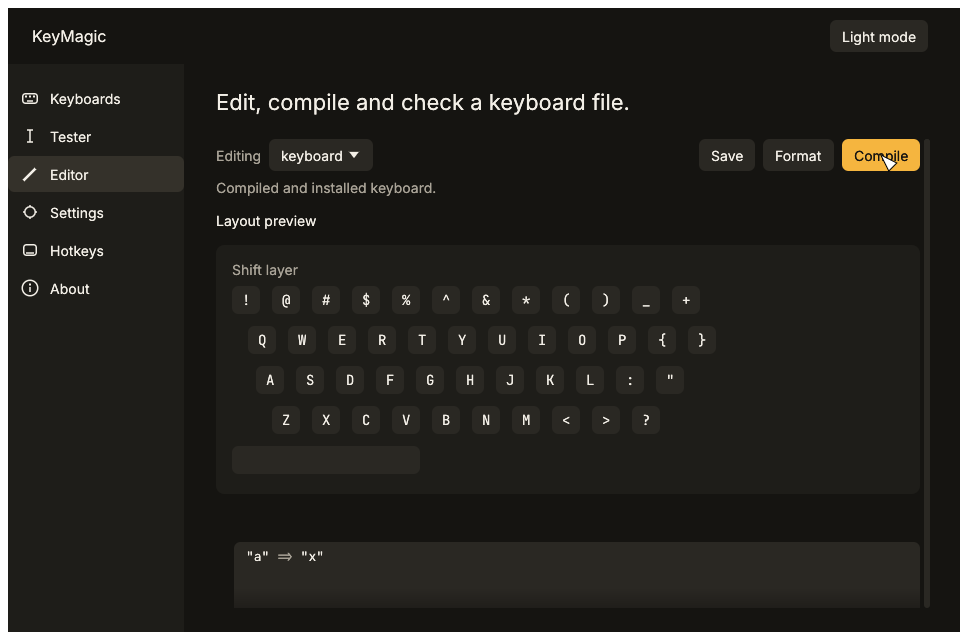 KeyMagic
Light mode
Keyboards
Tester
Editor
Settings
Hotkeys
About
Edit, compile and check a keyboard file.
Editing keyboard Save Format Compile
Compiled and installed keyboard.
Layout preview
Shift layer
! @ # $ % ^ & * ( ) _ +
Q W E R T Y U I O P { }
A S D F G H J K L : "
Z X C V B N M < > ?
"a" => "x"